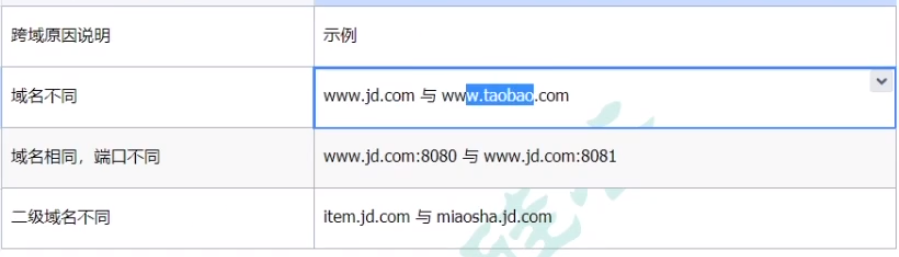 跨域原因说明 示例
域名不同 www.jd.com 与 www.taobao.com
域名相同，端口不同 www.jd.com:8080 与 www.jd.com:8081
二级域名不同 item.jd.com 与 miaosha.jd.com